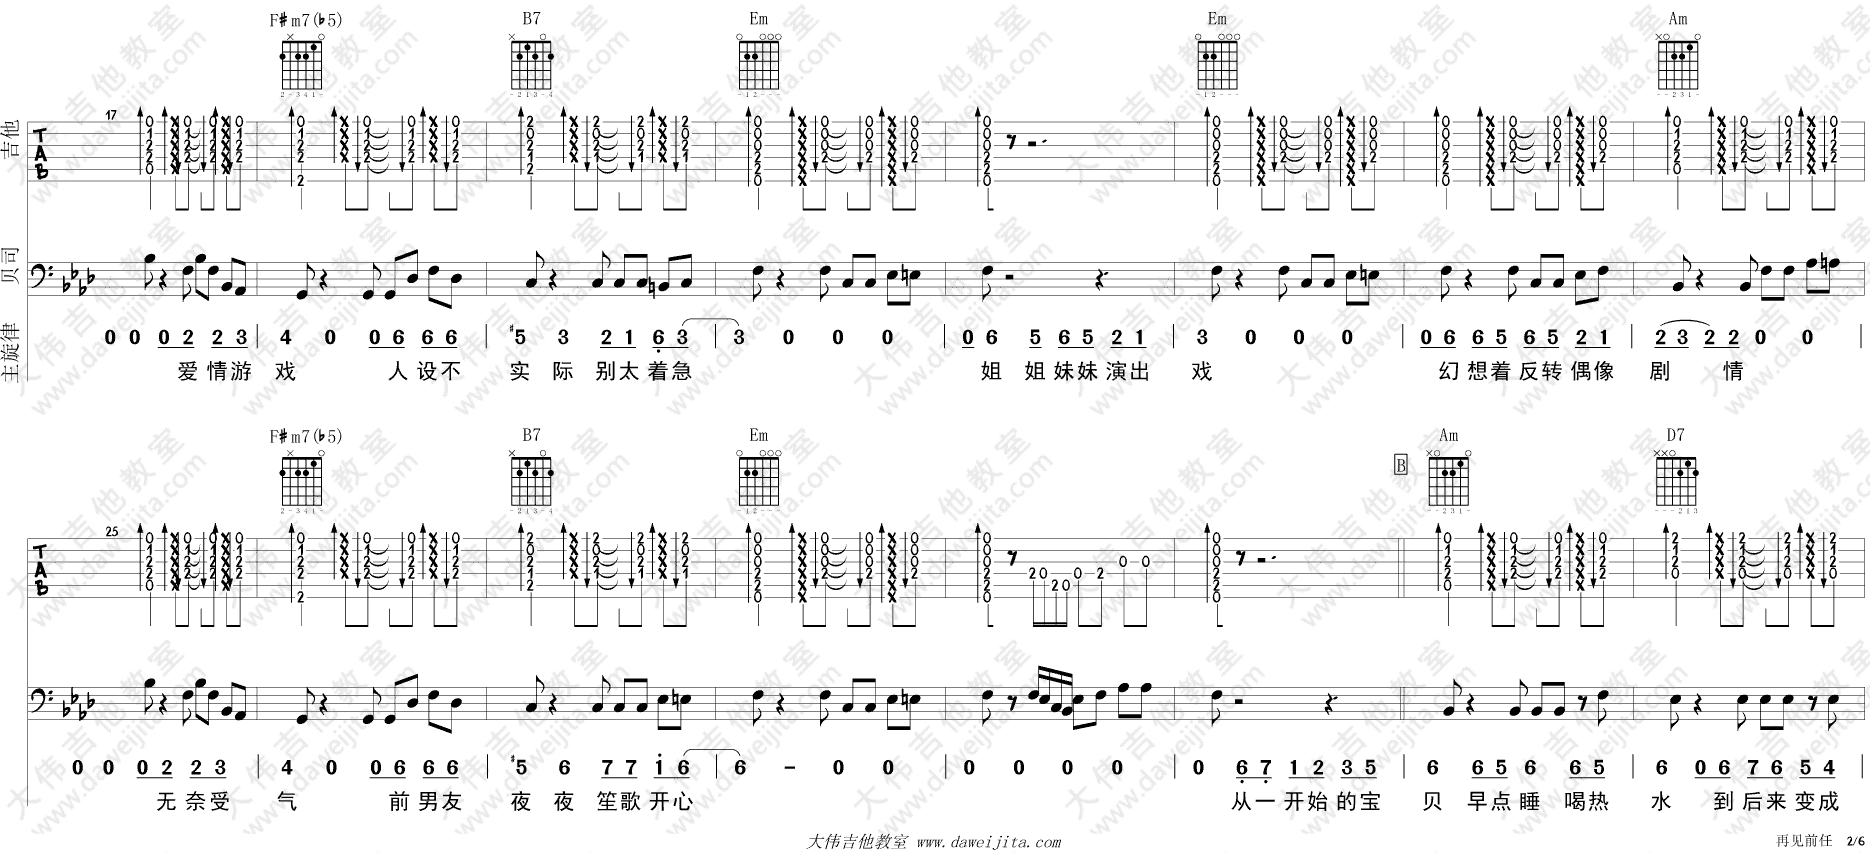 F#m7(♭5) B7 Em Em Am
吉他
17
T
A
B
贝司
主旋律
0 0 0 2 2 3 | 4 0 0 6 6 6 | #5 3 2 1 6 3 | 3 0 0 0 | 0 6 5 6 5 2 1 | 3 0 0 0 | 0 6 6 5 6 5 2 1 | 2 3 2 2 0 0 |
爱 情游 戏 人 设不 实 际 别太 着急 姐 姐 妹妹 演出 戏 幻 想着 反转 偶像 剧 情
F#m7(♭5) B7 Em B Am D7
25
T
A
B
0 0 0 2 2 3 | 4 0 0 6 6 6 | #5 6 7 7 i 6 | 6 - 0 0 | 0 0 0 0 | 0 6 7 1 2 3 5 | 6 6 5 6 6 5 | 6 0 6 7 6 5 4 |
无 奈受 气 前 男友 夜 夜 笙歌 开心 从一 开始 的宝 贝 早点 睡 喝热 水 到 后来 变成
大伟吉他教室 www.daweijita.com
再见前任 2/6